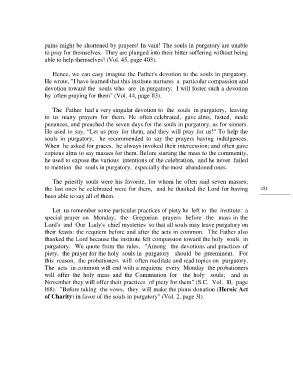 pains might be shortened by prayers! In vain! The souls in purgatory are unable
to pray for themselves. They are plunged into their bitter suffering without being
able to help themselves! (Vol. 45, page 403).
Hence, we can easy imagine the Father's devotion to the souls in purgatory.
He wrote, "I have learned that this institute nurtures a particular compassion and
devotion toward the souls who are in purgatory; I will foster such a devotion
by often praying for them" (Vol. 44, page 113).
The Father had a very singular devotion to the souls in purgatory, leaving
to us many prayers for them. He often celebrated, gave alms, fasted, made
penances, and preached the seven days for the souls in purgatory, as for sinners.
He used to say, “Let us pray for them, and they will pray for us!” To help the
souls in purgatory, he recommended to say the prayers having indulgences.
When he asked for graces, he always invoked their intercession; and often gave
copious alms to say masses for them. Before starting the mass to the community,
he used to expose the various intentions of the celebration, and he never failed
to mention the souls in purgatory, especially the most abandoned ones.
The priestly souls were his favorite, for whom he often said seven masses;
the last ones he celebrated were for them, and he thanked the Lord for having
been able to say all of them.
151
Let us remember some particular practices of piety he left to the institute: a
special prayer on Monday, the Gregorian prayers before the mass in the
Lord's and Our Lady's chief mysteries so that all souls may leave purgatory on
their feasts; the requiem before and after the acts in common. The Father also
thanked the Lord because the institute felt compassion toward the holy souls in
purgatory. We quote from the rules, "Among the devotions and practices of
piety, the prayer for the holy souls in purgatory should be preeminent. For
this reason, the probationers will often meditate and read topics on purgatory.
The acts in common will end with a requiem; every Monday the probationers
will offer the holy mass and the Communion for the holy souls; and in
November they will offer their practices of piety for them" (S.C. Vol. 10, page
168). "Before taking the vows, they will make the pious donation (Heroic Act
of Charity) in favor of the souls in purgatory" (Vol. 2, page 31).